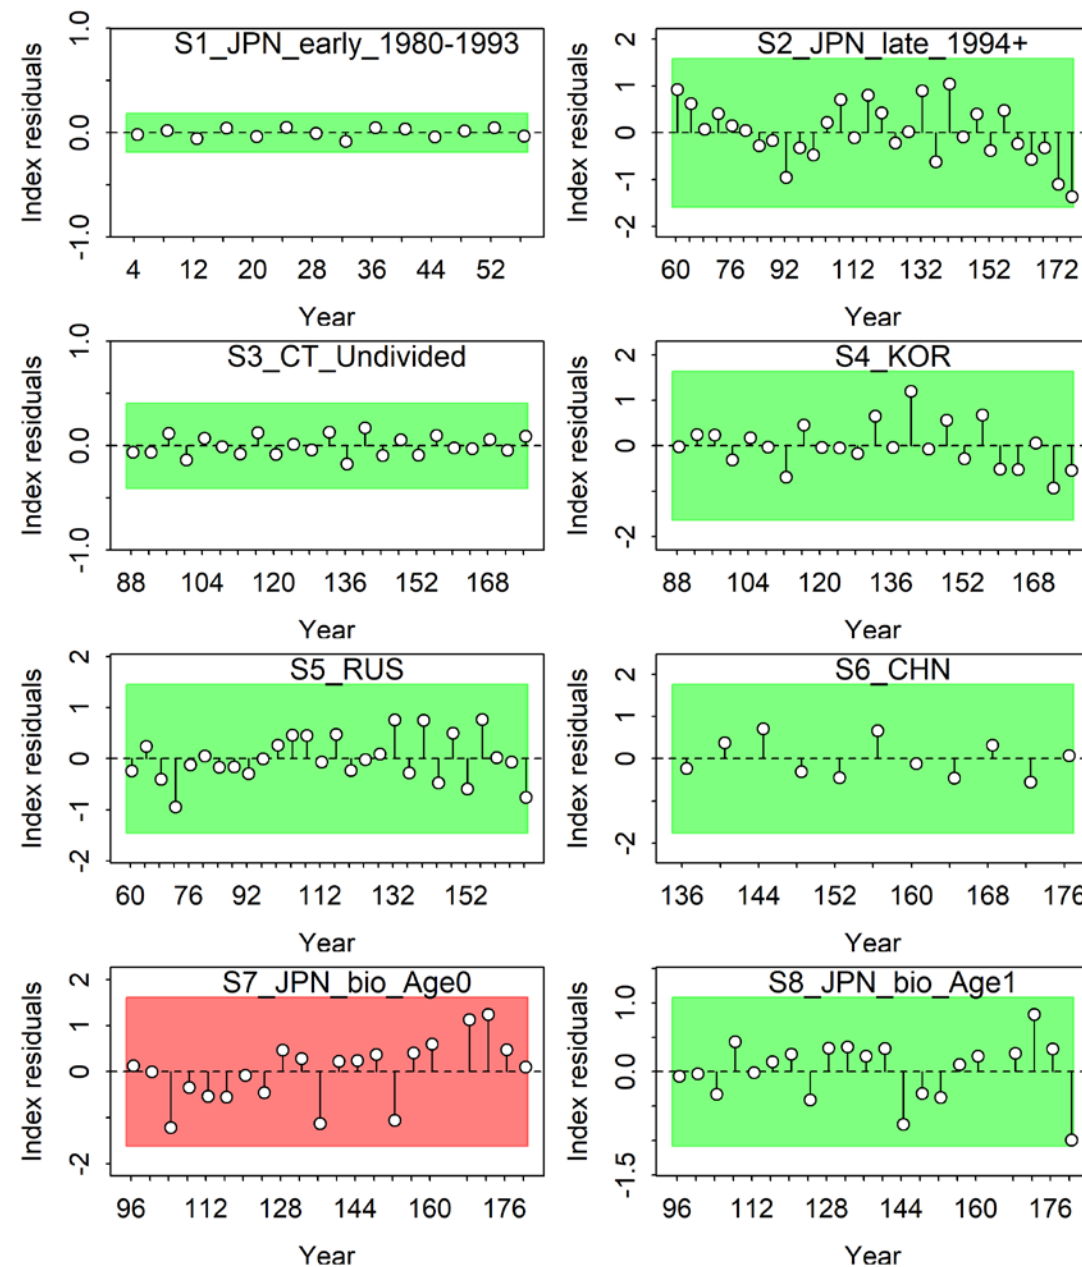 S1_JPN_early_1980-1993
Index residuals
1.0
0.0
-1.0
4 12 20 28 36 44 52
Year
S2_JPN_late_1994+
Index residuals
2
1
0
-1
-2
60 76 92 112 132 152 172
Year
S3_CT_Undivided
Index residuals
1.0
0.0
-1.0
88 104 120 136 152 168
Year
S4_KOR
Index residuals
2
1
0
-2
88 104 120 136 152 168
Year
S5_RUS
Index residuals
2
1
0
-1
-2
60 76 92 112 132 152
Year
S6_CHN
Index residuals
2
1
0
-2
136 144 152 160 168 176
Year
S7_JPN_bio_Age0
Index residuals
2
1
0
-2
96 112 128 144 160 176
Year
S8_JPN_bio_Age1
Index residuals
1.0
0.0
-1.5
96 112 128 144 160 176
Year